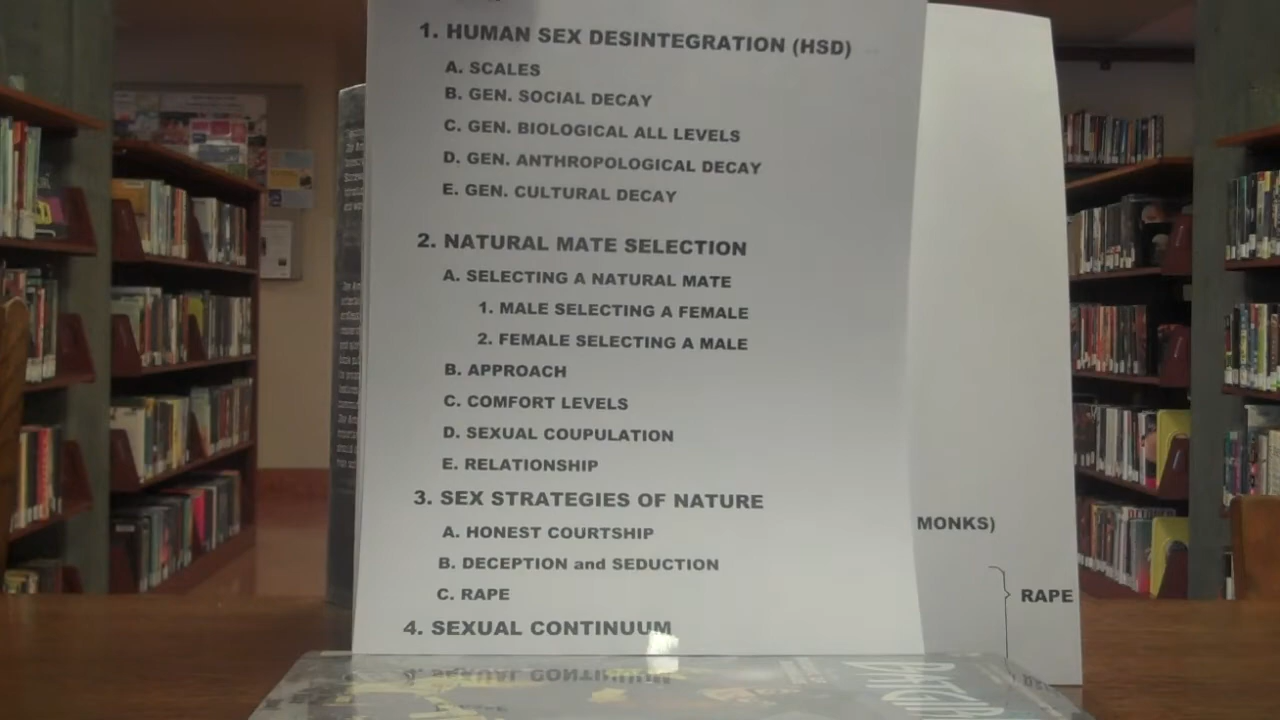 1. HUMAN SEX DESINTEGRATION (HSD)
A. SCALES
B. GEN. SOCIAL DECAY
C. GEN. BIOLOGICAL ALL LEVELS
D. GEN. ANTHROPOLOGICAL DECAY
E. GEN. CULTURAL DECAY
2. NATURAL MATE SELECTION
A. SELECTING A NATURAL MATE
1. MALE SELECTING A FEMALE
2. FEMALE SELECTING A MALE
B. APPROACH
C. COMFORT LEVELS
D. SEXUAL COUPULATION
E. RELATIONSHIP
3. SEX STRATEGIES OF NATURE
A. HONEST COURTSHIP
B. DECEPTION and SEDUCTION
C. RAPE
4. SEXUAL CONTINUUM
MONKS)
RAPE